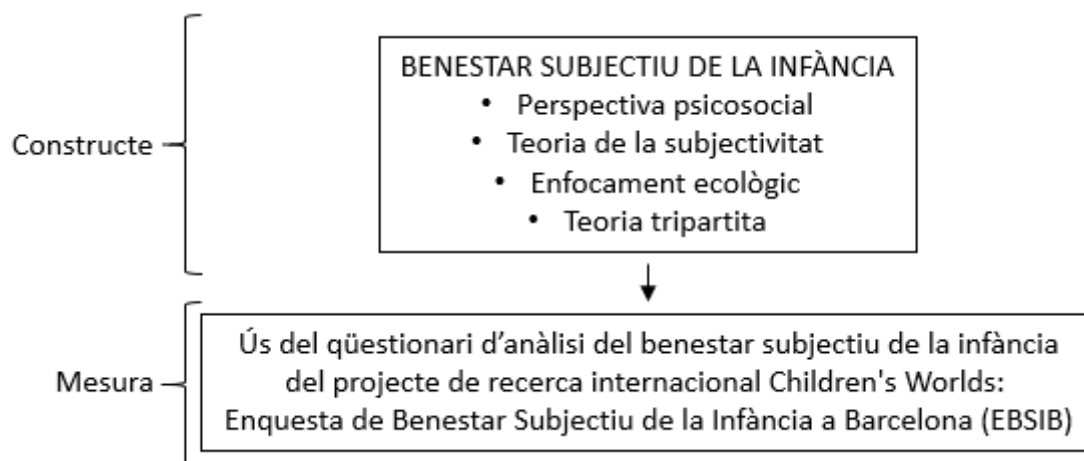 BENESTAR SUBJECTIU DE LA INFÀNCIA
• Perspectiva psicosocial
Constructe
• Teoria de la subjectivitat
• Enfocament ecològic
• Teoria tripartita
Ús del qüestionari d’anàlisi del benestar subjectiu de la infància
Mesura
del projecte de recerca internacional Children's Worlds:
Enquesta de Benestar Subjectiu de la Infància a Barcelona (EBSIB)